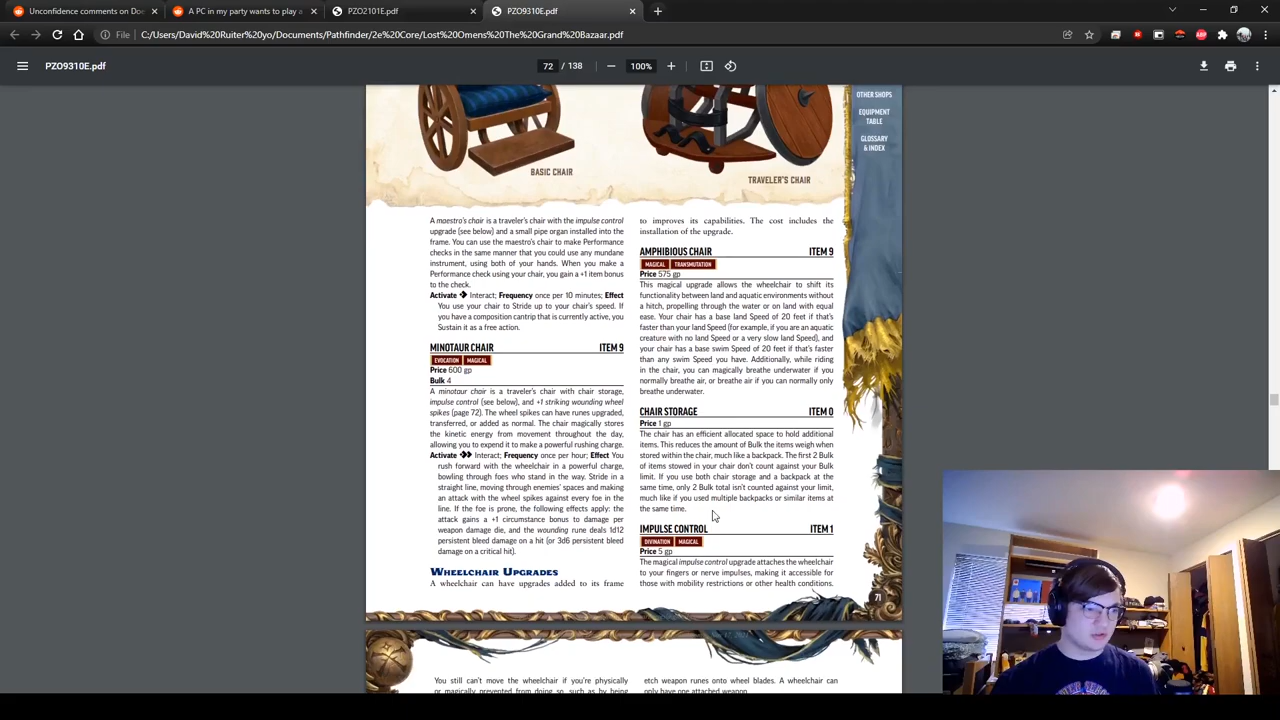 Unconfidence comments on Doe
A PC in my party wants to play a
PZO2101E.pdf
PZO9310E.pdf
File
C:/Users/David%20Ruiter%20yo/Documents/Pathfinder/2e%20Core/Lost%20Omens%20The%20Grand%20Bazaar.pdf
PZO9310E.pdf
72 / 138
100%
OTHER SHOPS
EQUIPMENT
TABLE
GLOSSARY
& INDEX
BASIC CHAIR
TRAVELER'S CHAIR
A maestro's chair is a traveler's chair with the impulse control
upgrade (see below) and a small pipe organ installed into the
frame. You can use the maestro's chair to make Performance
checks in the same manner that you could use any mundane
instrument, using both of your hands. When you make a
Performance check using your chair, you gain a +1 item bonus
to the check.
Activate Interact; Frequency once per 10 minutes; Effect
You use your chair to Stride up to your chair's speed. If
you have a composition cantrip that is currently active, you
Sustain it as a free action.
MINOTAUR CHAIR ITEM 9
EVOCATION MAGICAL
Price 600 gp
Bulk 4
A minotaur chair is a traveler's chair with chair storage,
impulse control (see below), and +1 striking wounding wheel
spikes (page 72). The wheel spikes can have runes upgraded,
transferred, or added as normal. The chair magically stores
the kinetic energy from movement throughout the day,
allowing you to expend it to make a powerful rushing charge.
Activate Interact; Frequency once per hour; Effect You
rush forward with the wheelchair in a powerful charge,
bowling through foes who stand in the way. Stride in a
straight line, moving through enemies' spaces and making
an attack with the wheel spikes against every foe in the
line. If the foe is prone, the following effects apply: the
attack gains a +1 circumstance bonus to damage per
weapon damage die, and the wounding rune deals 1d12
persistent bleed damage on a hit (or 3d6 persistent bleed
damage on a critical hit).
WHEELCHAIR UPGRADES
A wheelchair can have upgrades added to its frame
to improves its capabilities. The cost includes the
installation of the upgrade.
AMPHIBIOUS CHAIR ITEM 9
MAGICAL TRANSMUTATION
Price 575 gp
This magical upgrade allows the wheelchair to shift its
functionality between land and aquatic environments without
a hitch, propelling through the water or on land with equal
ease. Your chair has a base land Speed of 20 feet if that's
faster than your land Speed (for example, if you are an aquatic
creature with no land Speed or a very slow land Speed), and
your chair has a base swim Speed of 20 feet if that's faster
than any swim Speed you have. Additionally, while riding
in the chair, you can magically breathe underwater if you
normally breathe air, or breathe air if you can normally only
breathe underwater.
CHAIR STORAGE ITEM 0
Price 1 gp
The chair has an efficient allocated space to hold additional
items. This reduces the amount of Bulk the items weigh when
stored within the chair, much like a backpack. The first 2 Bulk
of items stowed in your chair don't count against your Bulk
limit. If you use both chair storage and a backpack at the
same time, only 2 Bulk total isn't counted against your limit,
much like if you used multiple backpacks or similar items at
the same time.
IMPULSE CONTROL ITEM 1
DIVINATION MAGICAL
Price 5 gp
The magical impulse control upgrade attaches the wheelchair
to your fingers or nerve impulses, making it accessible for
those with mobility restrictions or other health conditions.
71
You still can't move the wheelchair if you're physically
or magically prevented from doing so, such as by being
etch weapon runes onto wheel blades. A wheelchair can
only have one attached weapon.